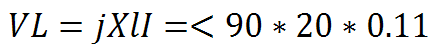 VL = jXlI =< 90 * 20 * 0.11